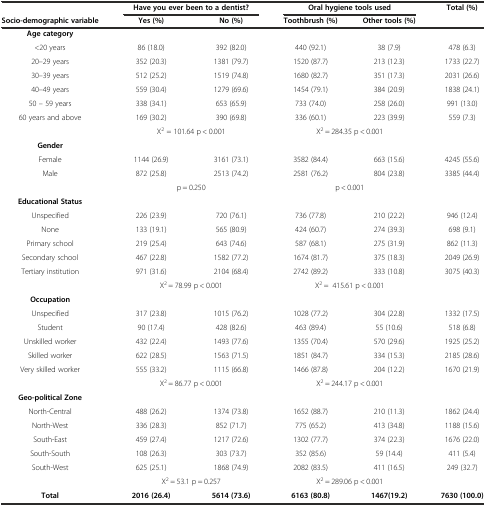 Have you ever been to a dentist? Oral hygiene tools used Total (%)
Socio-demographic variable Yes (%) No (%) Toothbrush (%) Other tools (%)
Age category
<20 years 86 (18.0) 392 (82.0) 440 (92.1) 38 (7.9) 478 (6.3)
20–29 years 352 (20.3) 1381 (79.7) 1520 (87.7) 213 (12.3) 1733 (22.7)
30–39 years 512 (25.2) 1519 (74.8) 1680 (82.7) 351 (17.3) 2031 (26.6)
40–49 years 559 (30.4) 1279 (69.6) 1454 (79.1) 384 (20.9) 1838 (24.1)
50 – 59 years 338 (34.1) 653 (65.9) 733 (74.0) 258 (26.0) 991 (13.0)
60 years and above 169 (30.2) 390 (69.8) 336 (60.1) 223 (39.9) 559 (7.3)
X² = 101.64 p < 0.001 X² = 284.35 p < 0.001
Gender
Female 1144 (26.9) 3161 (73.1) 3582 (84.4) 663 (15.6) 4245 (55.6)
Male 872 (25.8) 2513 (74.2) 2581 (76.2) 804 (23.8) 3385 (44.4)
p = 0.250 p < 0.001
Educational Status
Unspecified 226 (23.9) 720 (76.1) 736 (77.8) 210 (22.2) 946 (12.4)
None 133 (19.1) 565 (80.9) 424 (60.7) 274 (39.3) 698 (9.1)
Primary school 219 (25.4) 643 (74.6) 587 (68.1) 275 (31.9) 862 (11.3)
Secondary school 467 (22.8) 1582 (77.2) 1674 (81.7) 375 (18.3) 2049 (26.9)
Tertiary institution 971 (31.6) 2104 (68.4) 2742 (89.2) 333 (10.8) 3075 (40.3)
X² = 78.99 p < 0.001 X² = 415.61 p < 0.001
Occupation
Unspecified 317 (23.8) 1015 (76.2) 1028 (77.2) 304 (22.8) 1332 (17.5)
Student 90 (17.4) 428 (82.6) 463 (89.4) 55 (10.6) 518 (6.8)
Unskilled worker 432 (22.4) 1493 (77.6) 1355 (70.4) 570 (29.6) 1925 (25.2)
Skilled worker 622 (28.5) 1563 (71.5) 1851 (84.7) 334 (15.3) 2185 (28.6)
Very skilled worker 555 (33.2) 1115 (66.8) 1466 (87.8) 204 (12.2) 1670 (21.9)
X² = 86.77 p < 0.001 X² = 244.17 p < 0.001
Geo-political Zone
North-Central 488 (26.2) 1374 (73.8) 1652 (88.7) 210 (11.3) 1862 (24.4)
North-West 336 (28.3) 852 (71.7) 775 (65.2) 413 (34.8) 1188 (15.6)
South-East 459 (27.4) 1217 (72.6) 1302 (77.7) 374 (22.3) 1676 (22.0)
South-South 108 (26.3) 303 (73.7) 352 (85.6) 59 (14.4) 411 (5.4)
South-West 625 (25.1) 1868 (74.9) 2082 (83.5) 411 (16.5) 249 (32.7)
X² = 53.1 p = 0.257 X² = 289.06 p < 0.001
Total 2016 (26.4) 5614 (73.6) 6163 (80.8) 1467(19.2) 7630 (100.0)